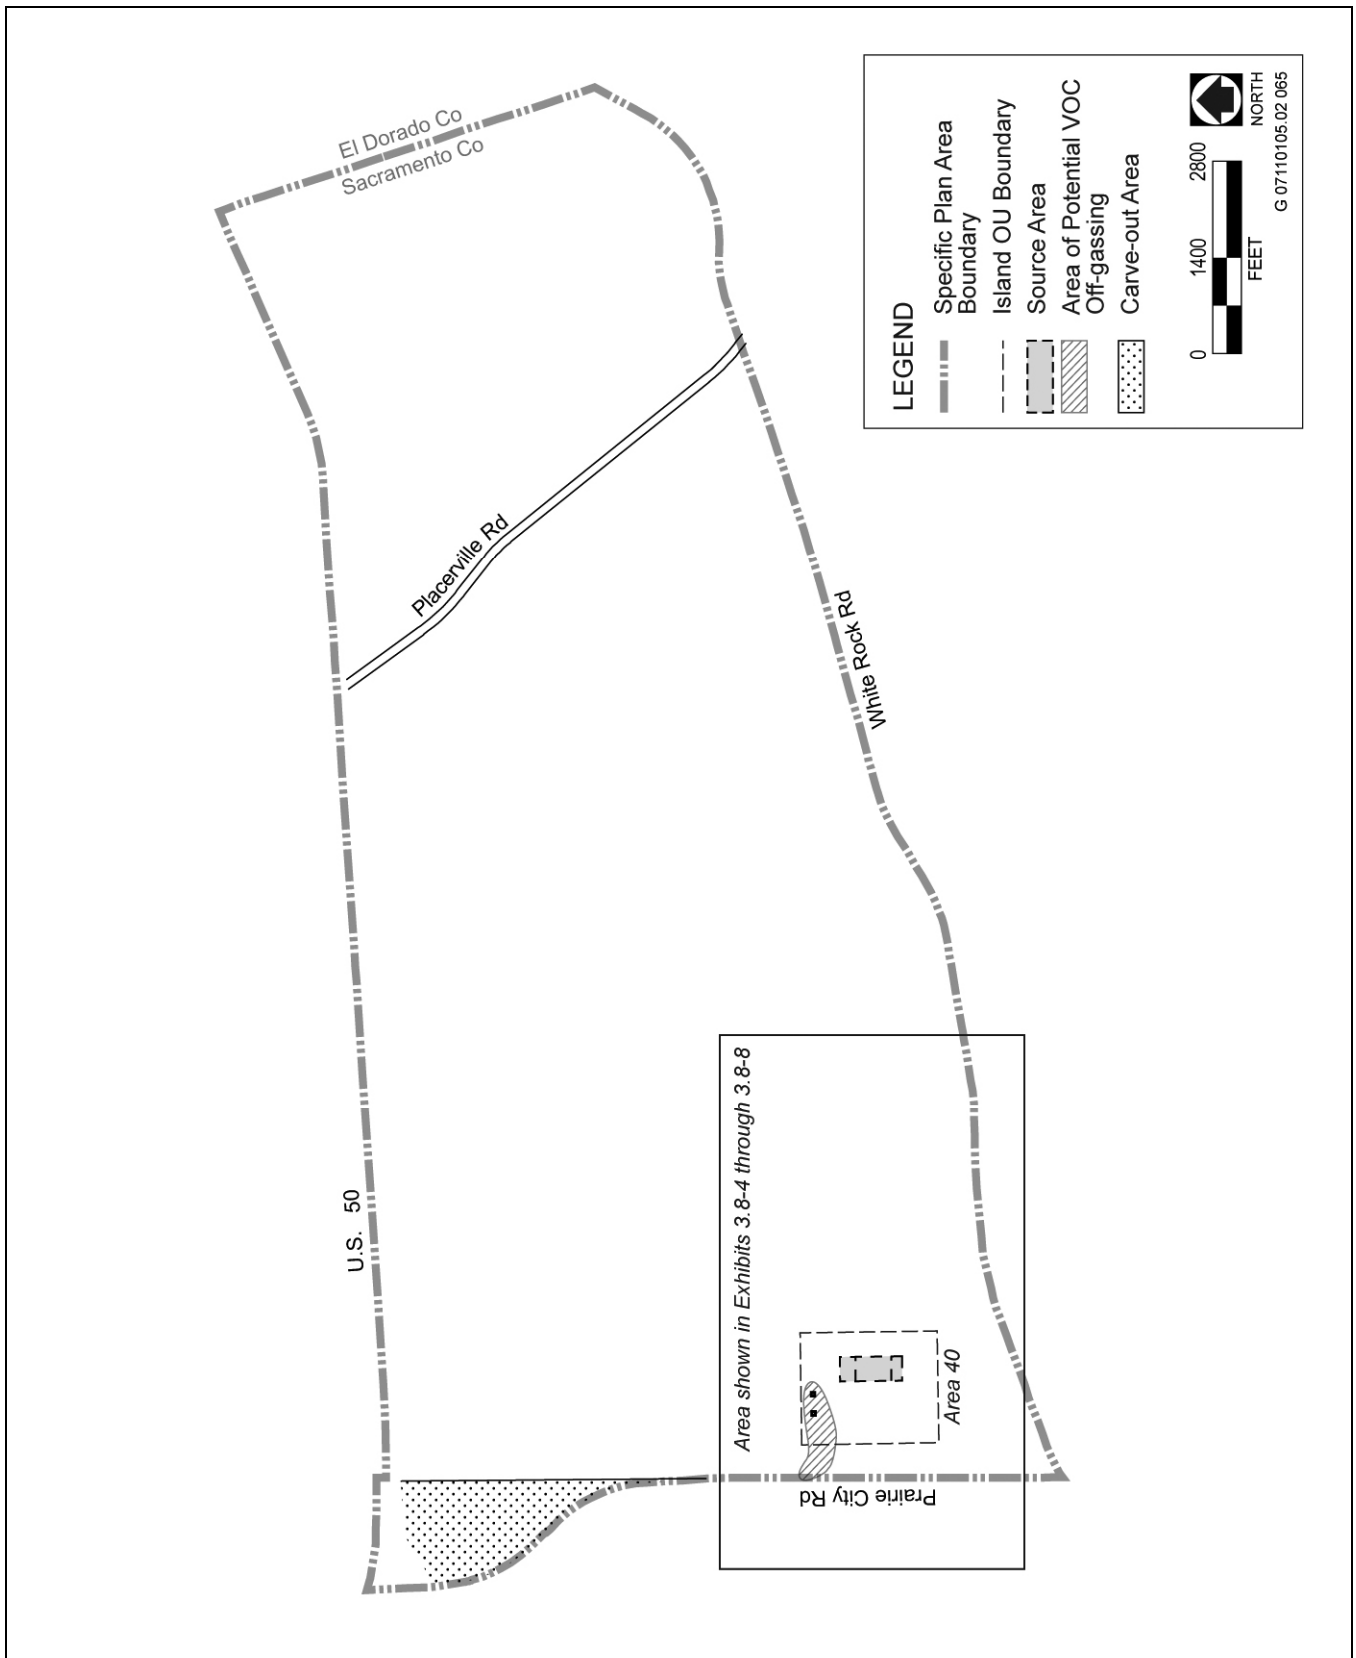 El Dorado Co
Sacramento Co
Placerville Rd
White Rock Rd
U.S. 50
Area shown in Exhibits 3.8-4 through 3.8-8
Area 40
Prairie City Rd
LEGEND
Specific Plan Area
Boundary
Island OU Boundary
Source Area
Area of Potential VOC
Off-gassing
Carve-out Area
0 1400 2800
FEET
NORTH
G 07110105.02 065